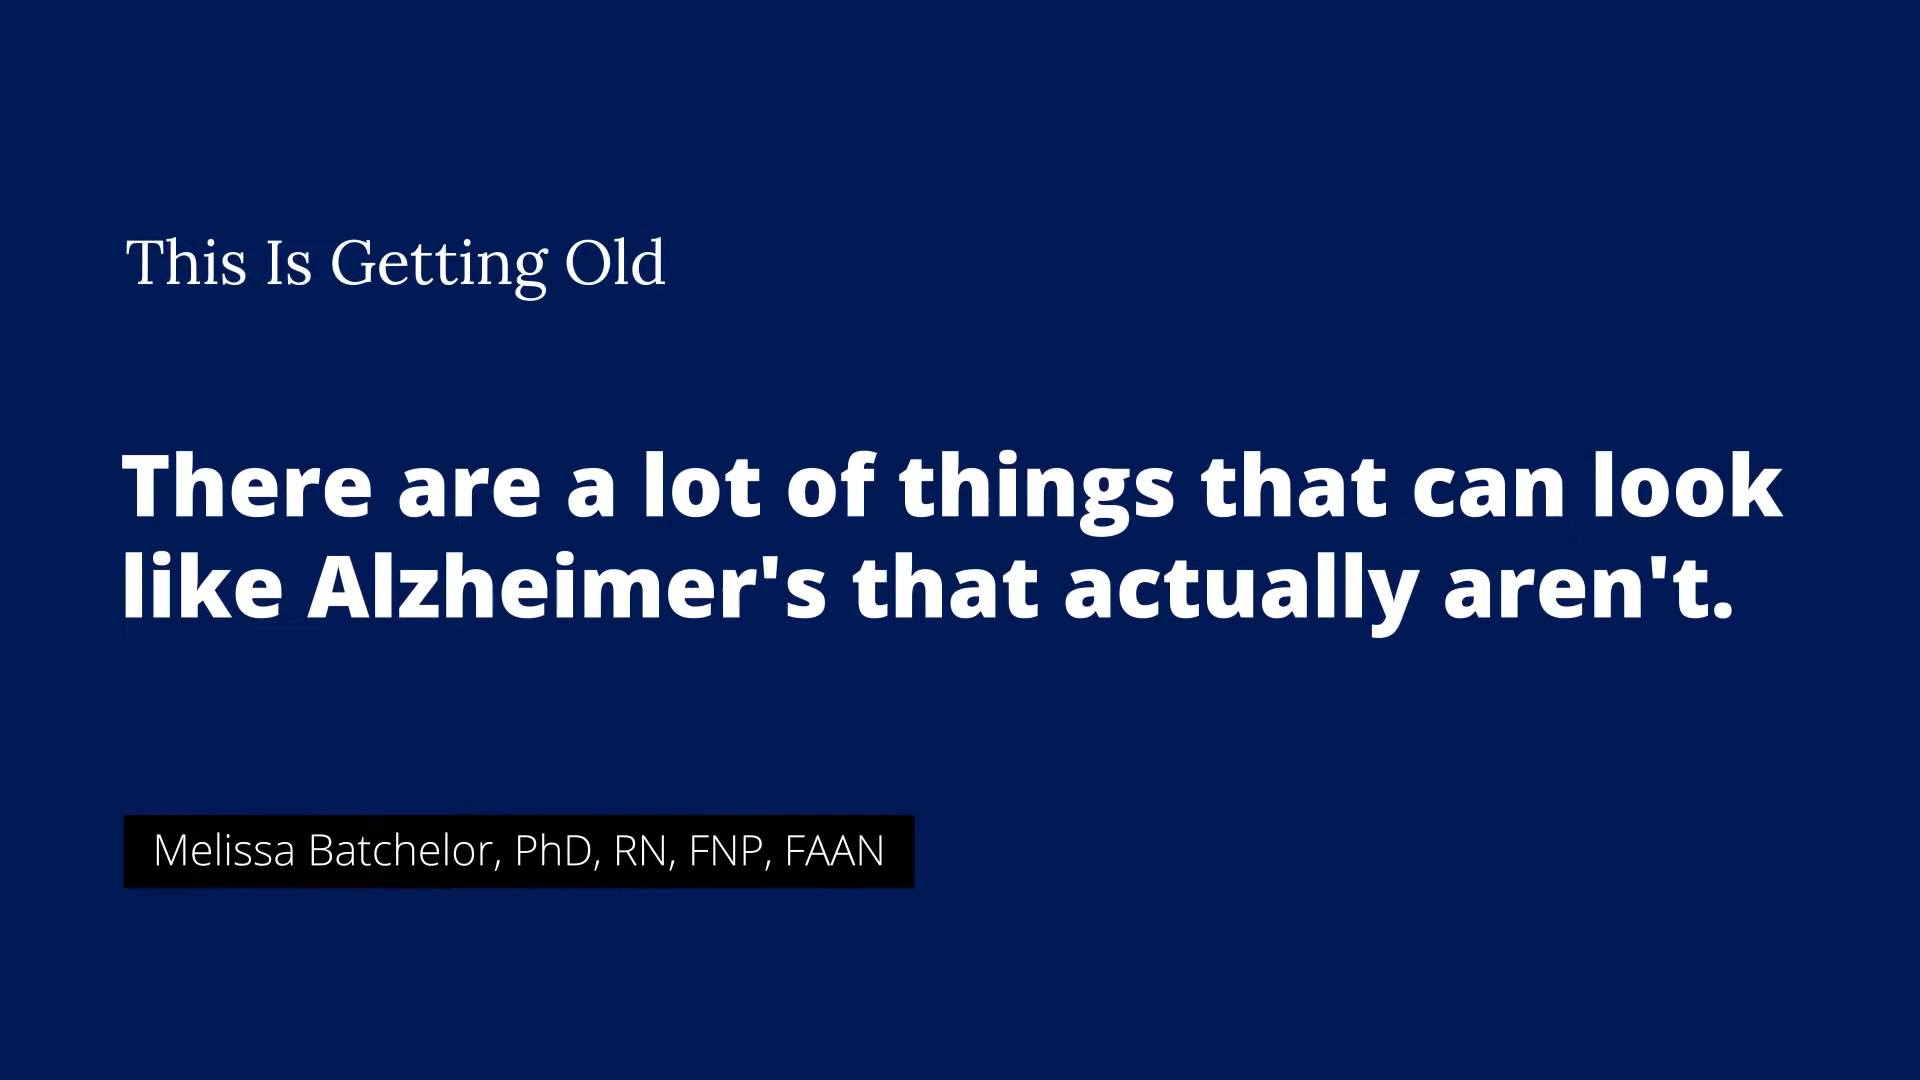 This Is Getting Old
There are a lot of things that can look
like Alzheimer's that actually aren't.
Melissa Batchelor, PhD, RN, FNP, FAAN